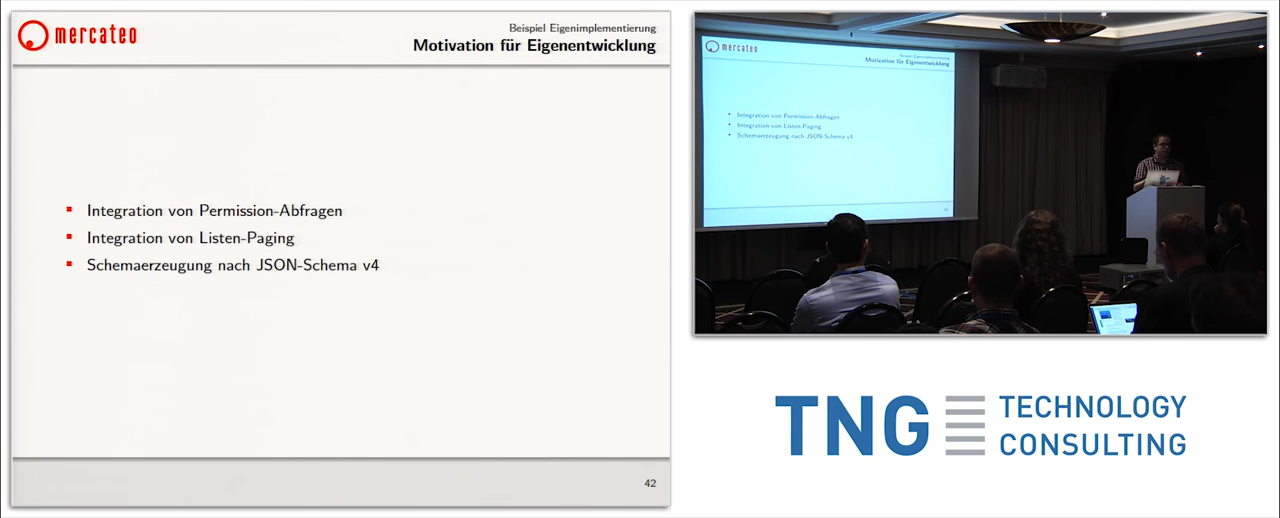 mercateo
Beispiel Eigenimplementierung
Motivation für Eigenentwicklung
Integration von Permission-Abfragen
Integration von Listen-Paging
Schemaerzeugung nach JSON-Schema v4
42
mercateo
Beispiel Eigenimplementierung
Motivation für Eigenentwicklung
Integration von Permission-Abfragen
Integration von Listen-Paging
Schemaerzeugung nach JSON-Schema v4
42
TNG TECHNOLOGY
CONSULTING